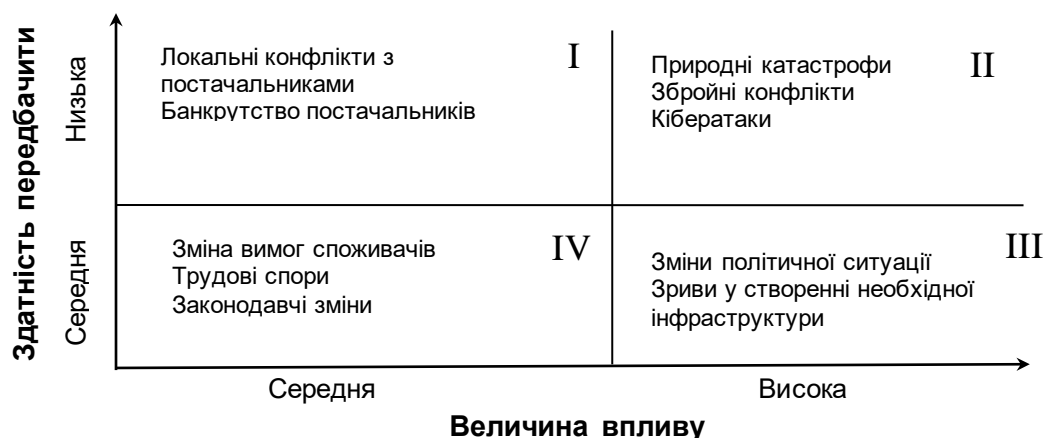 Здатність передбачити
Низька
Середня
Локальні конфлікти з
постачальниками
Банкрутство постачальників
I
Природні катастрофи
Збройні конфлікти
Кібератаки
II
Зміна вимог споживачів
Трудові спори
Законодавчі зміни
IV
Зміни політичної ситуації
Зриви у створенні необхідної
інфраструктури
III
Середня
Висока
Величина впливу